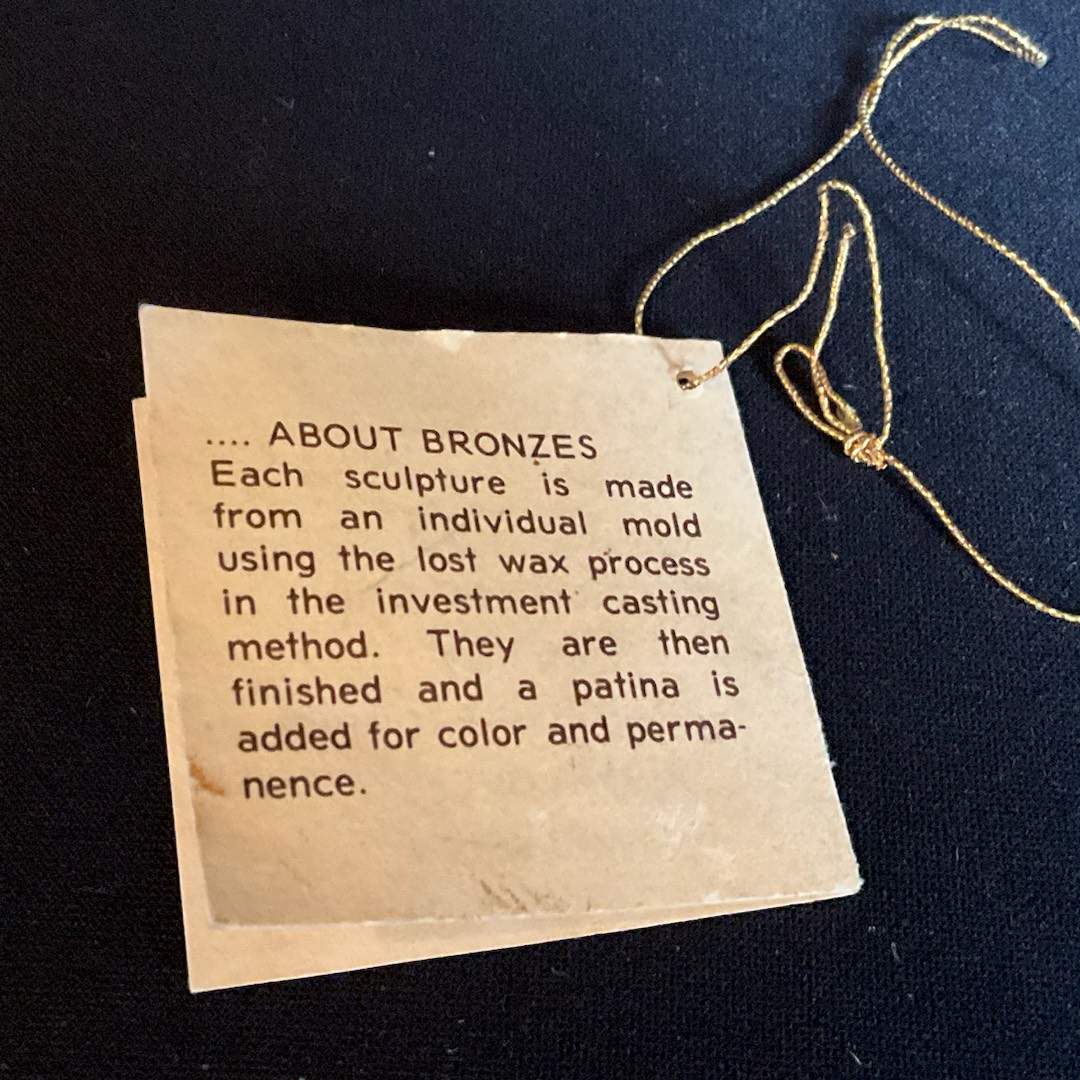 .... ABOUT BRONZES
Each sculpture is made
from an individual mold
using the lost wax process
in the investment casting
method. They are then
finished and a patina is
added for color and perma-
nence.